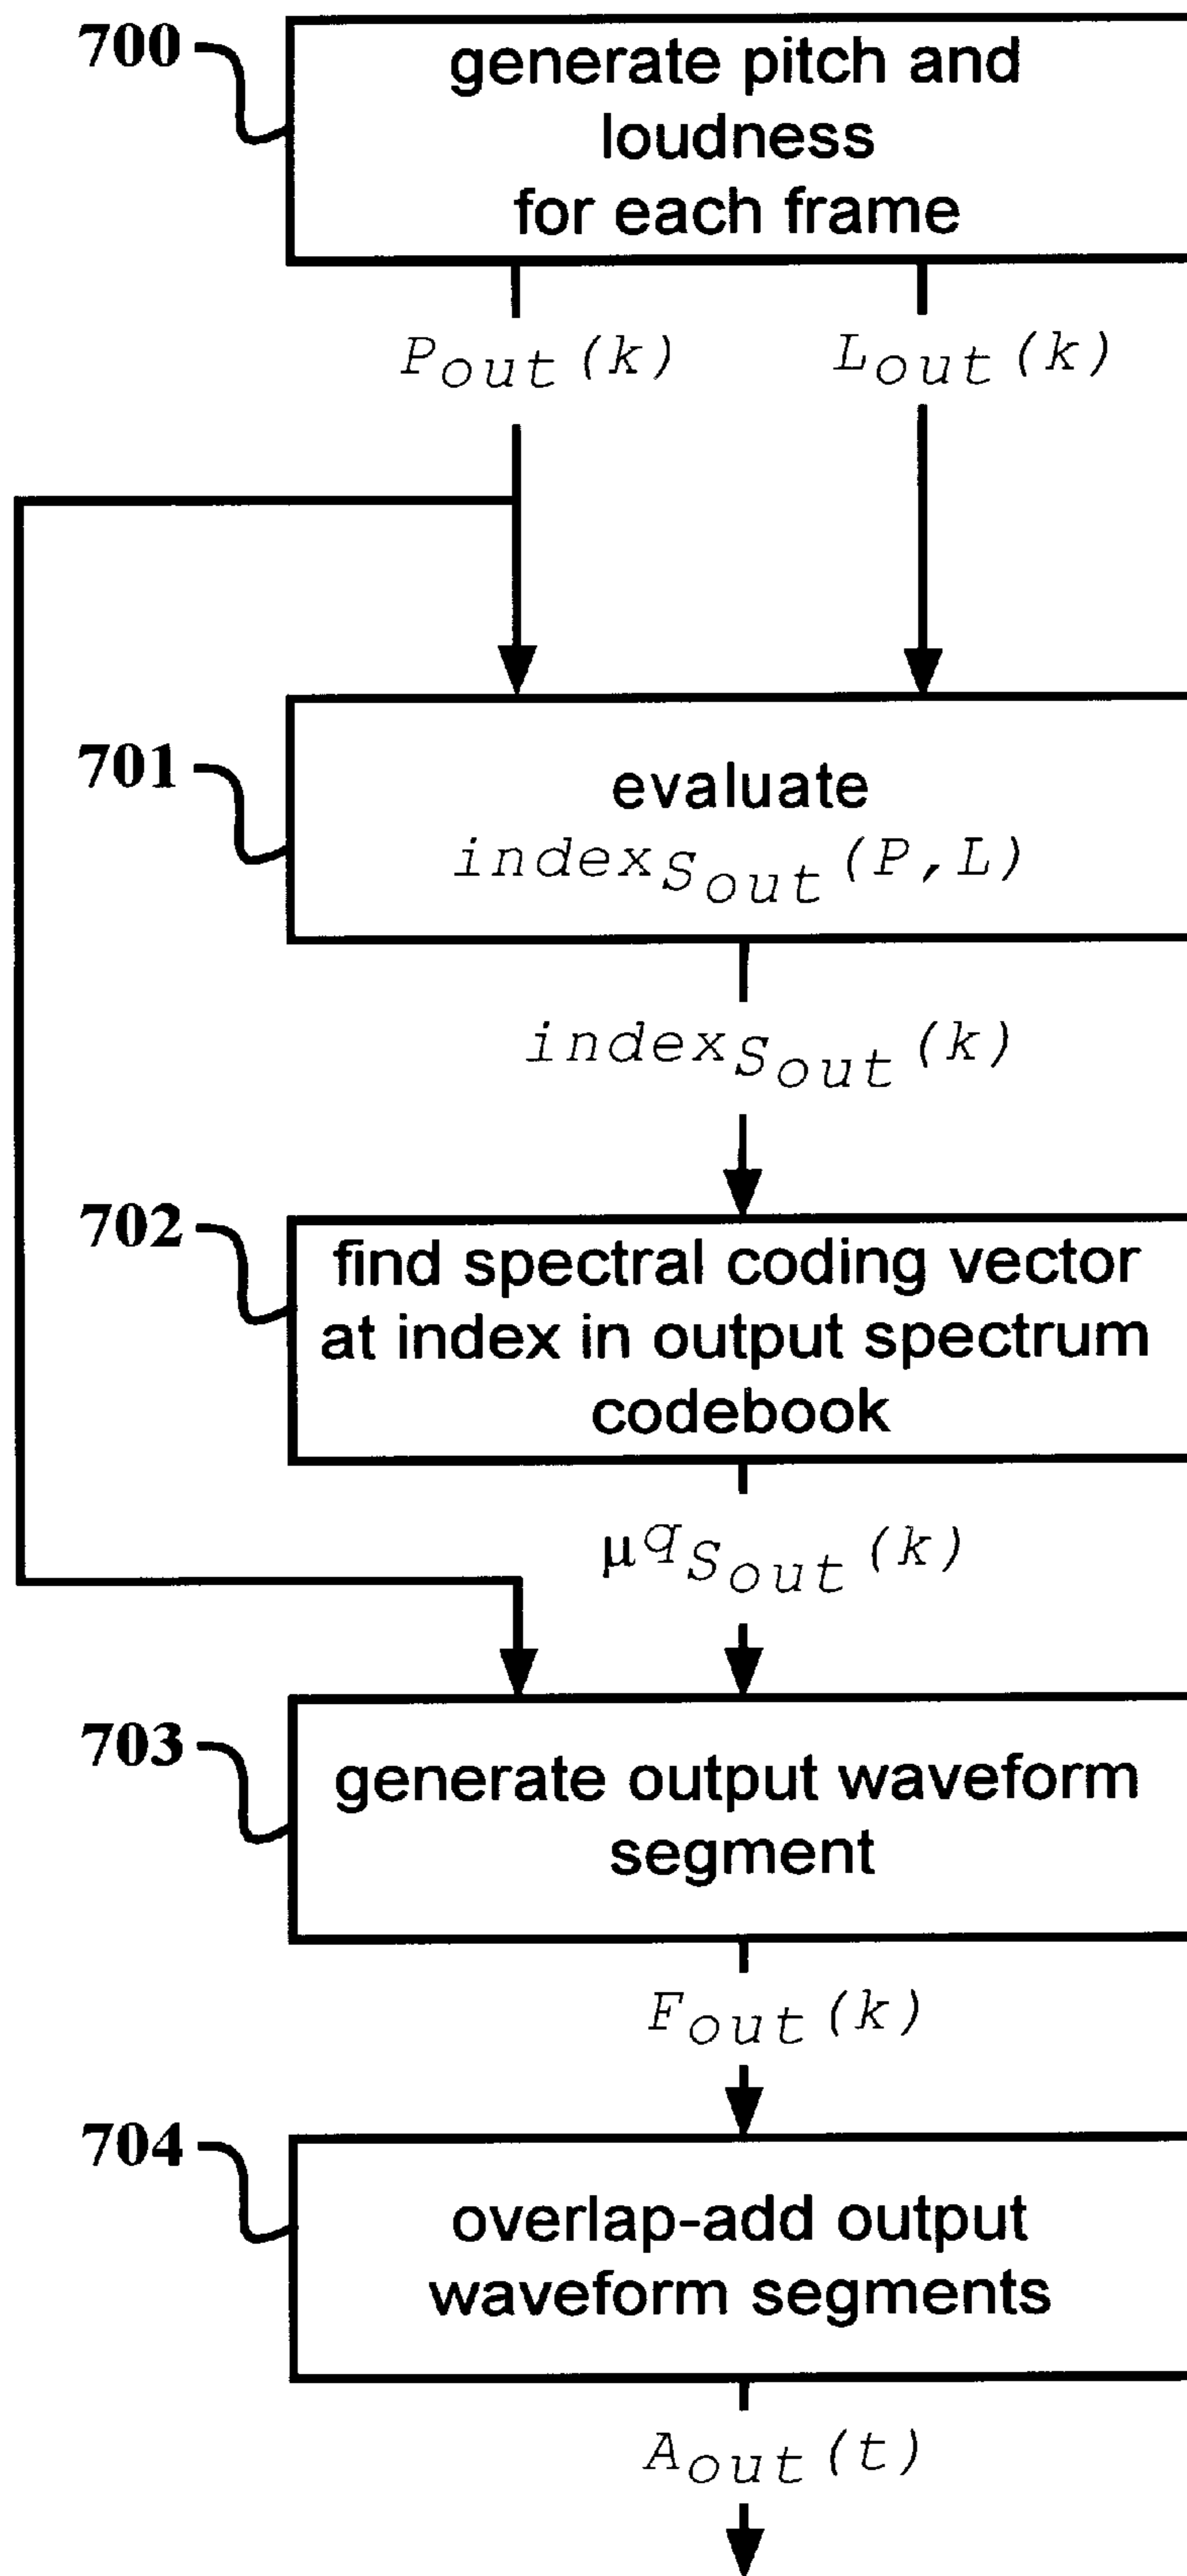 700
generate pitch and
loudness
for each frame
Pout(k) Lout(k)
701
evaluate
indexSout(P,L)
indexSout(k)
702
find spectral coding vector
at index in output spectrum
codebook
μqSout(k)
703
generate output waveform
segment
Fout(k)
704
overlap-add output
waveform segments
Aout(t)